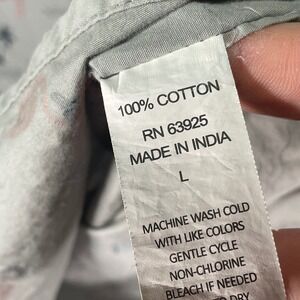 100% COTTON
RN 63925
MADE IN INDIA
L
MACHINE WASH COLD
WITH LIKE COLORS
GENTLE CYCLE
NON-CHLORINE
BLEACH IF NEEDED
DRY